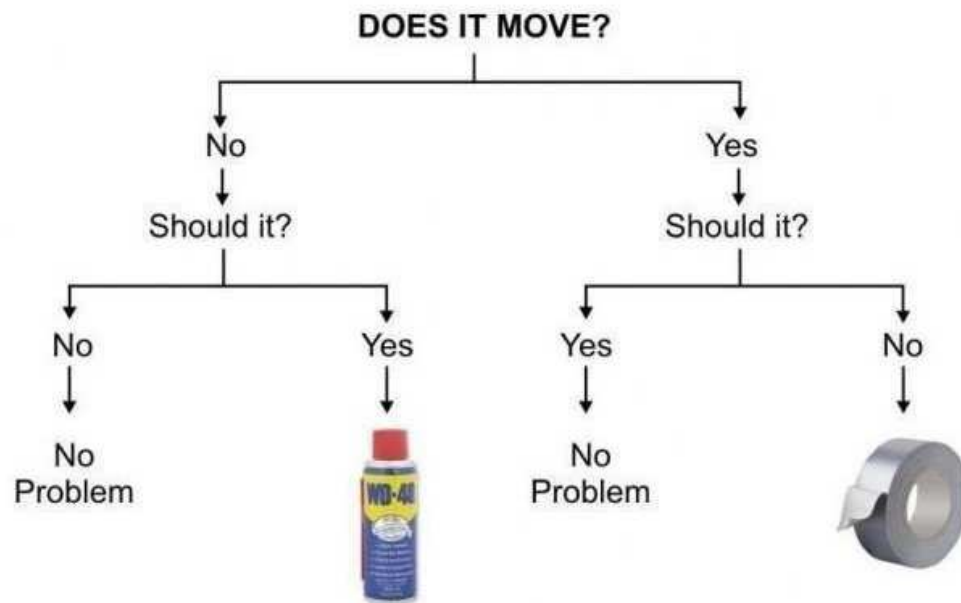 DOES IT MOVE?
No
Yes
Should it?
Should it?
No
Yes
Yes
No
No
Problem
WD-40
No
Problem